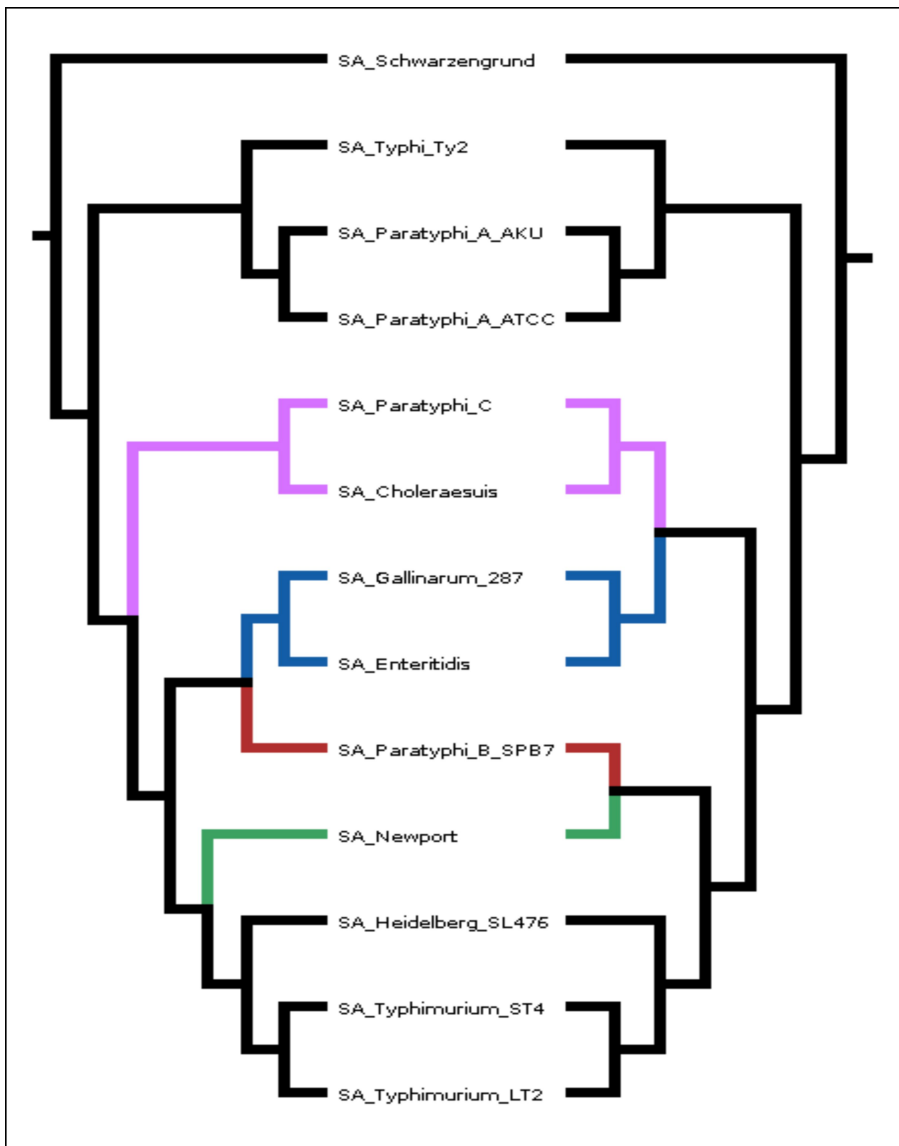 SA_Schwarzengrund
SA_Typhi_Ty2
SA_Paratyphi_A_AKU
SA_Paratyphi_A_ATCC
SA_Paratyphi_C
SA_Choleraesuis
SA_Gallinarum_287
SA_Enteritidis
SA_Paratyphi_B_SPB7
SA_Newport
SA_Heidelberg_SL476
SA_Typhimurium_ST4
SA_Typhimurium_LT2